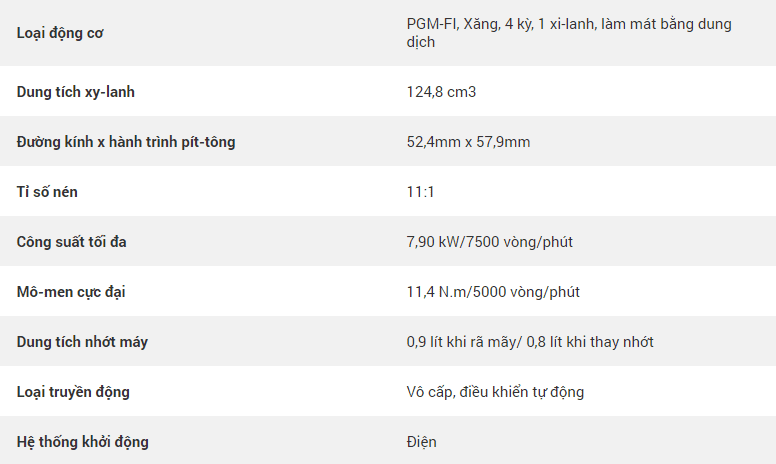 Loại động cơ
PGM-FI, Xăng, 4 kỳ, 1 xi-lanh, làm mát bằng dung
dịch
Dung tích xy-lanh
124,8 cm3
Đường kính x hành trình pít-tông
52,4mm x 57,9mm
Tỉ số nén
11:1
Công suất tối đa
7,90 kW/7500 vòng/phút
Mô-men cực đại
11,4 N.m/5000 vòng/phút
Dung tích nhớt máy
0,9 lít khi rã mãy/ 0,8 lít khi thay nhớt
Loại truyền động
Vô cấp, điều khiển tự động
Hệ thống khởi động
Điện